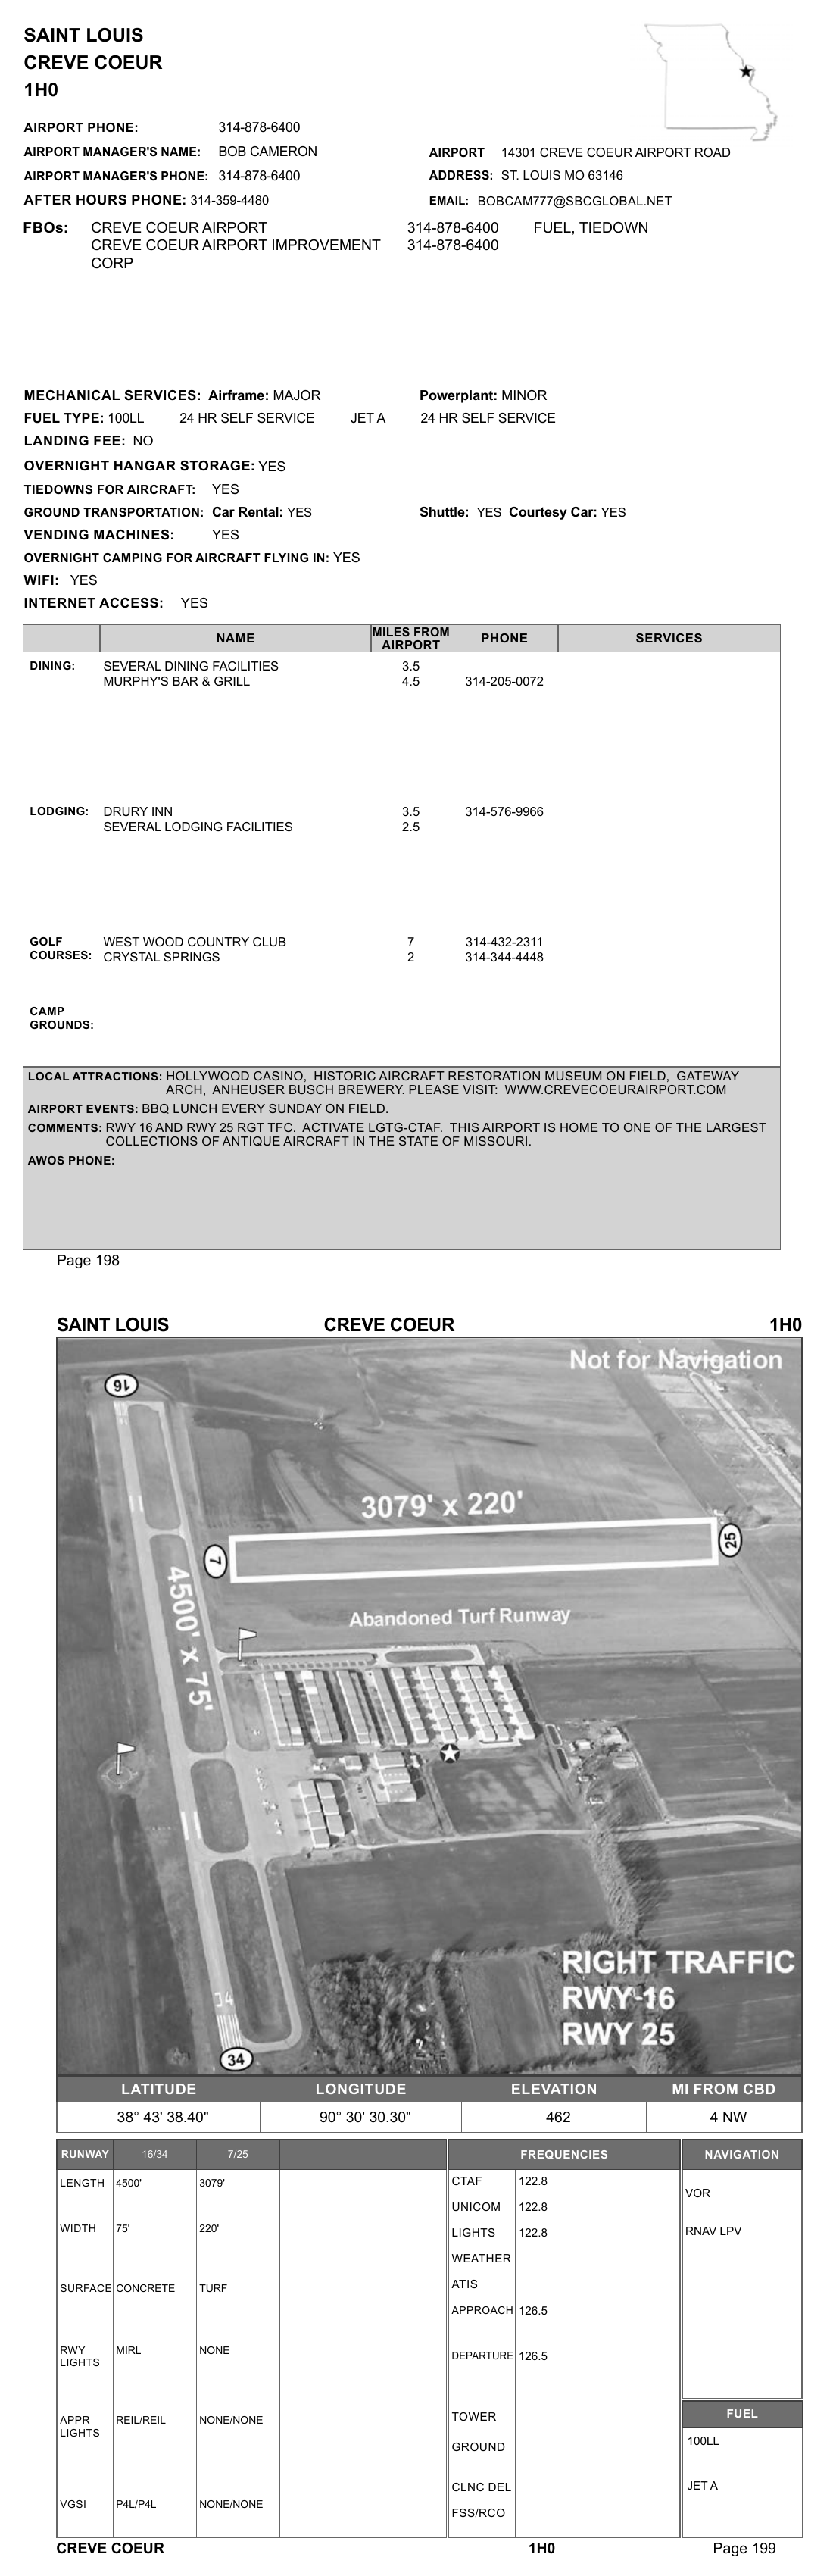 SAINT LOUIS
CREVE COEUR
1H0
AIRPORT PHONE: 314-878-6400
AIRPORT MANAGER'S NAME: BOB CAMERON
AIRPORT 14301 CREVE COEUR AIRPORT ROAD
AIRPORT MANAGER'S PHONE: 314-878-6400
ADDRESS: ST. LOUIS MO 63146
AFTER HOURS PHONE: 314-359-4480
EMAIL: BOBCAM777@SBCGLOBAL.NET
FBOs: CREVE COEUR AIRPORT 314-878-6400 FUEL, TIEDOWN
CREVE COEUR AIRPORT IMPROVEMENT 314-878-6400
CORP
MECHANICAL SERVICES: Airframe: MAJOR Powerplant: MINOR
FUEL TYPE: 100LL 24 HR SELF SERVICE JET A 24 HR SELF SERVICE
LANDING FEE: NO
OVERNIGHT HANGAR STORAGE: YES
TIEDOWNS FOR AIRCRAFT: YES
GROUND TRANSPORTATION: Car Rental: YES Shuttle: YES Courtesy Car: YES
VENDING MACHINES: YES
OVERNIGHT CAMPING FOR AIRCRAFT FLYING IN: YES
WIFI: YES
INTERNET ACCESS: YES
NAME MILES FROM AIRPORT PHONE SERVICES
DINING: SEVERAL DINING FACILITIES 3.5
MURPHY'S BAR & GRILL 4.5 314-205-0072
LODGING: DRURY INN 3.5 314-576-9966
SEVERAL LODGING FACILITIES 2.5
GOLF WEST WOOD COUNTRY CLUB 7 314-432-2311
COURSES: CRYSTAL SPRINGS 2 314-344-4448
CAMP
GROUNDS:
LOCAL ATTRACTIONS: HOLLYWOOD CASINO, HISTORIC AIRCRAFT RESTORATION MUSEUM ON FIELD, GATEWAY
ARCH, ANHEUSER BUSCH BREWERY. PLEASE VISIT: WWW.CREVECOEURAIRPORT.COM
AIRPORT EVENTS: BBQ LUNCH EVERY SUNDAY ON FIELD.
COMMENTS: RWY 16 AND RWY 25 RGT TFC. ACTIVATE LGTG-CTAF. THIS AIRPORT IS HOME TO ONE OF THE LARGEST
COLLECTIONS OF ANTIQUE AIRCRAFT IN THE STATE OF MISSOURI.
AWOS PHONE:
Page 198
SAINT LOUIS CREVE COEUR 1H0
Not for Navigation
16
3079' x 220'
7
25
4500' x 75'
Abandoned Turf Runway
RIGHT TRAFFIC
RWY-16
RWY 25
34
34
LATITUDE LONGITUDE ELEVATION MI FROM CBD
38° 43' 38.40" 90° 30' 30.30" 462 4 NW
RUNWAY 16/34 7/25 FREQUENCIES NAVIGATION
LENGTH 4500' 3079' CTAF 122.8
VOR
UNICOM 122.8
WIDTH 75' 220' LIGHTS 122.8 RNAV LPV
WEATHER
SURFACE CONCRETE TURF ATIS
APPROACH 126.5
RWY LIGHTS MIRL NONE DEPARTURE 126.5
FUEL
APPR LIGHTS REIL/REIL NONE/NONE TOWER
100LL
GROUND
JET A
CLNC DEL
VGSI P4L/P4L NONE/NONE FSS/RCO
CREVE COEUR 1H0 Page 199